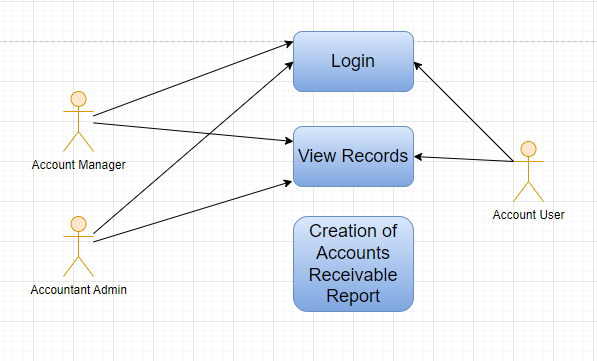 Login
Account Manager
View Records
Account User
Creation of
Accounts
Receivable
Report
Accountant Admin